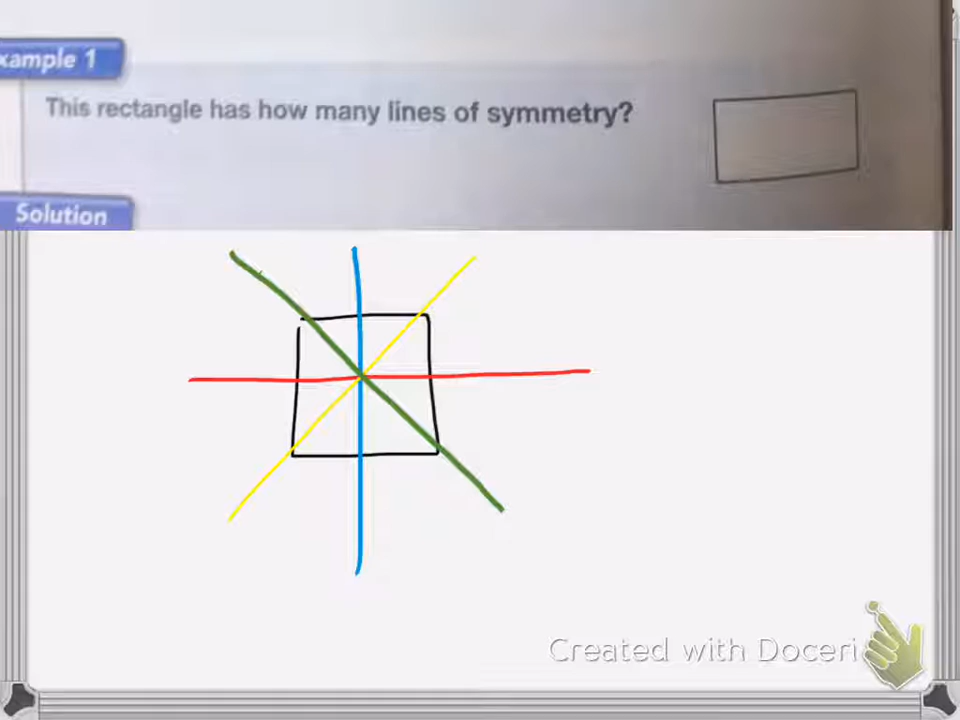 xample 1
This rectangle has how many lines of symmetry?
Solution
Created with Doceri